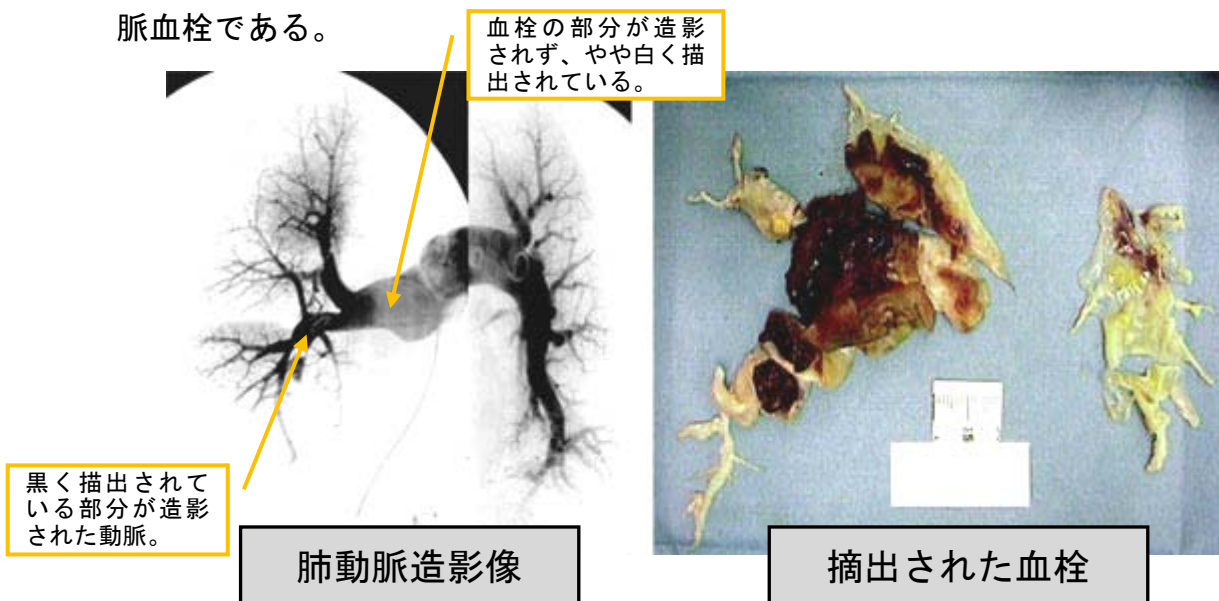 脈血栓である。
血栓の部分が造影
されず、やや白く描
出されている。
黒く描出されて
いる部分が造影
された動脈。
肺動脈造影像
摘出された血栓